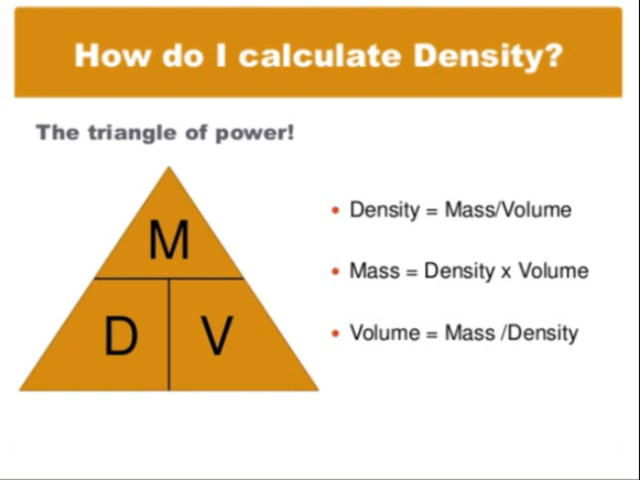 How do I calculate Density?
The triangle of power!
M
D V
• Density = Mass/Volume
• Mass = Density x Volume
• Volume = Mass /Density